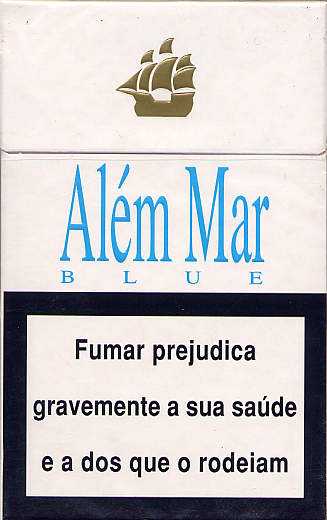 Além Mar
BLUE
Fumar prejudica
gravemente a sua saúde
e a dos que o rodeiam